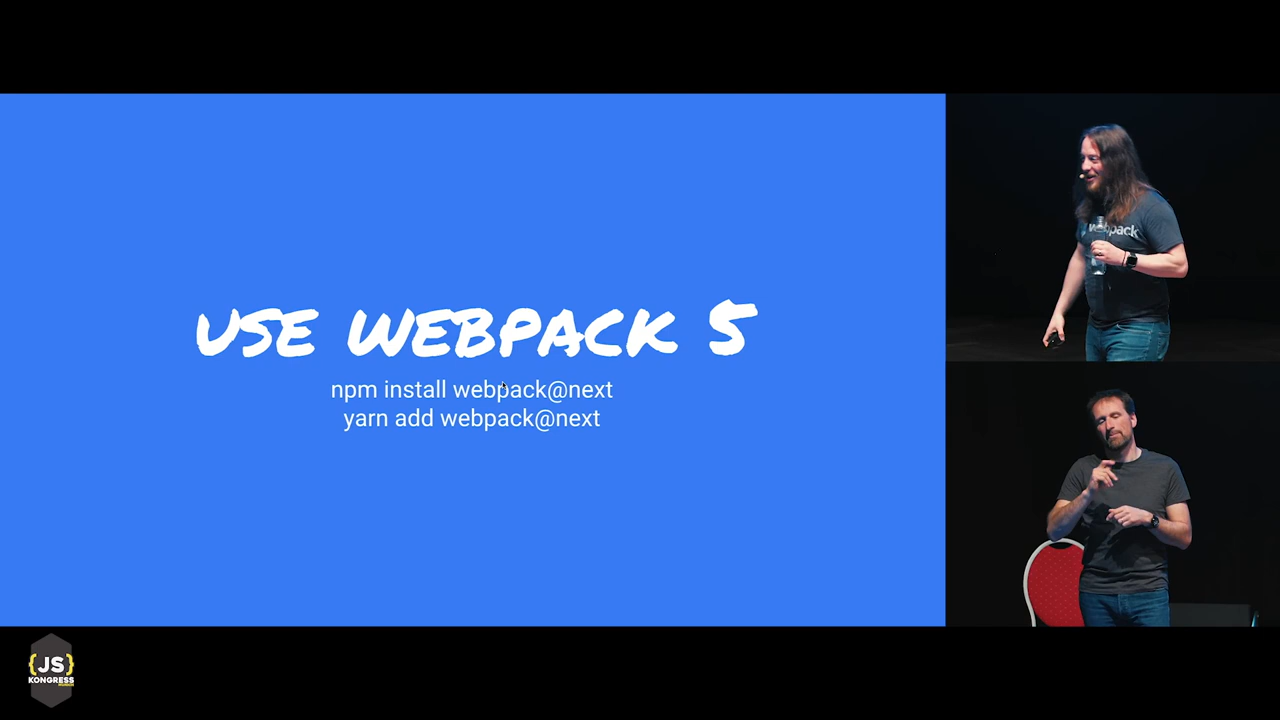 USE WEBPACK 5
npm install webpack@next
yarn add webpack@next
webpack
{JS}
KONGRESS